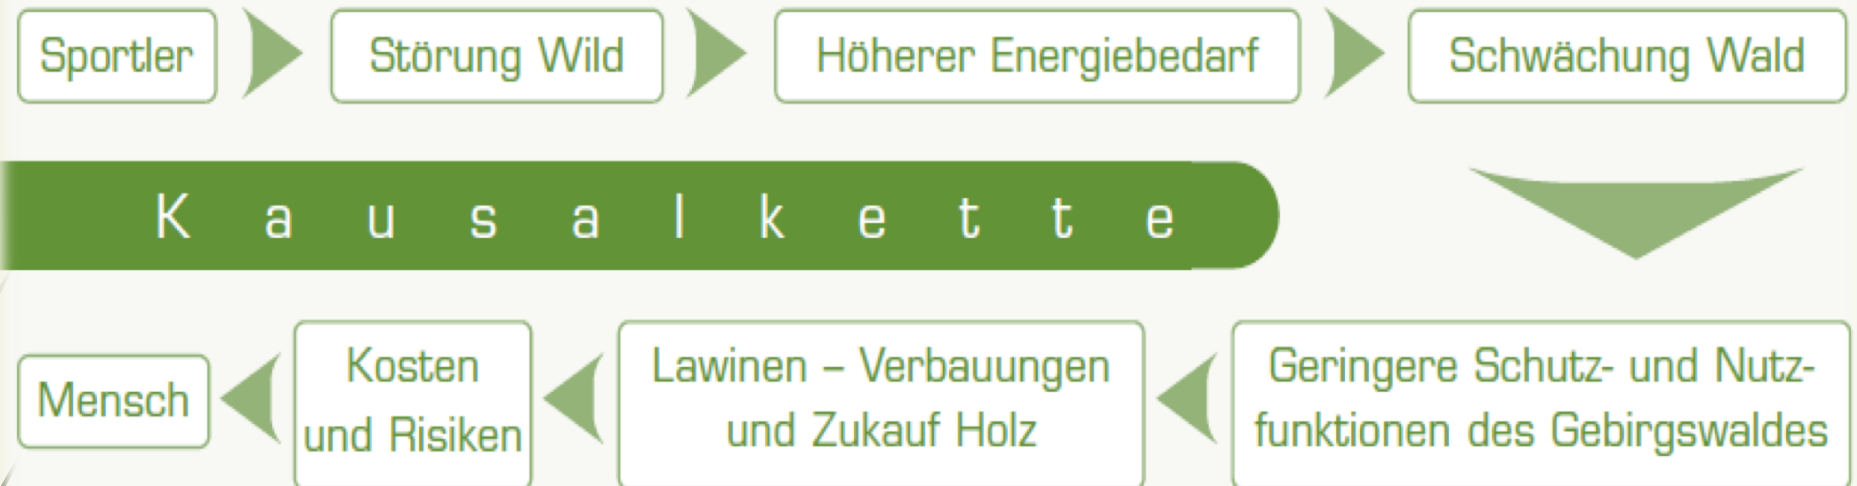 Sportler
Störung Wild
Höherer Energiebedarf
Schwächung Wald
Kausalkette
Geringere Schutz- und Nutz-
funktionen des Gebirgswaldes
Lawinen – Verbauungen
und Zukauf Holz
Kosten
und Risiken
Mensch